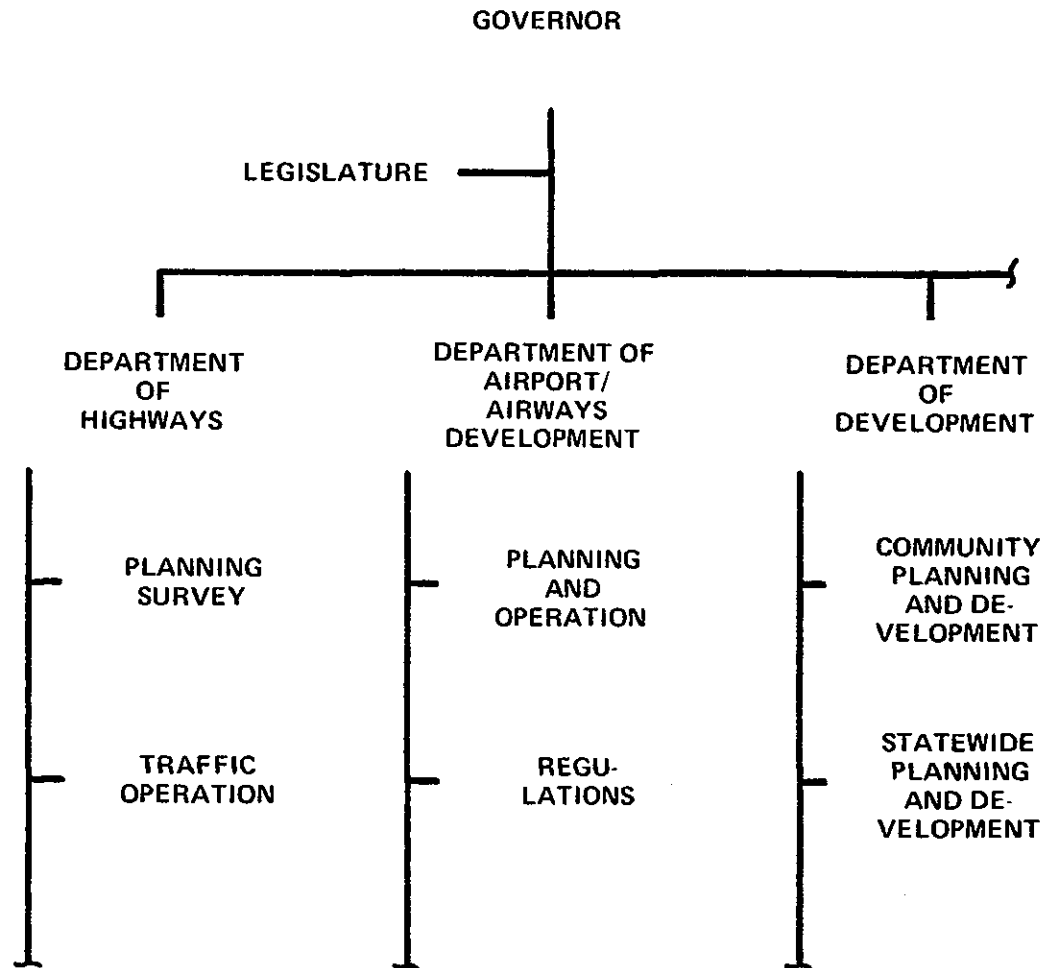 GOVERNOR
LEGISLATURE
DEPARTMENT
OF
HIGHWAYS
DEPARTMENT OF
AIRPORT/
AIRWAYS
DEVELOPMENT
DEPARTMENT
OF
DEVELOPMENT
PLANNING
SURVEY
PLANNING
AND
OPERATION
COMMUNITY
PLANNING
AND DE-
VELOPMENT
TRAFFIC
OPERATION
REGU-
LATIONS
STATEWIDE
PLANNING
AND DE-
VELOPMENT